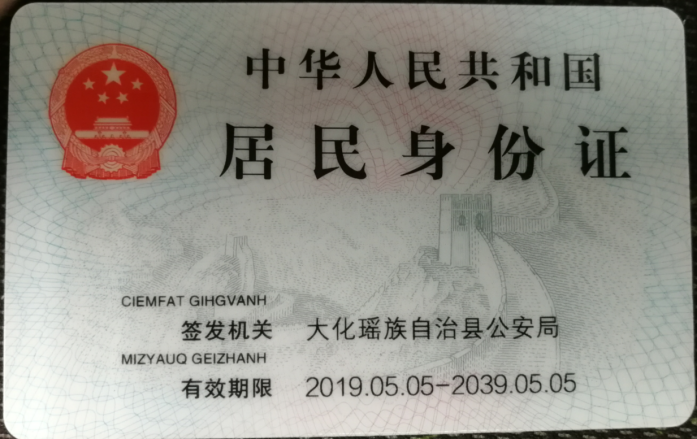 中华人民共和国
居民身份证
CIEMFAT GIHGVANH
签发机关 大化瑶族自治县公安局
MIZYAUQ GEIZHANH
有效期限 2019.05.05-2039.05.05